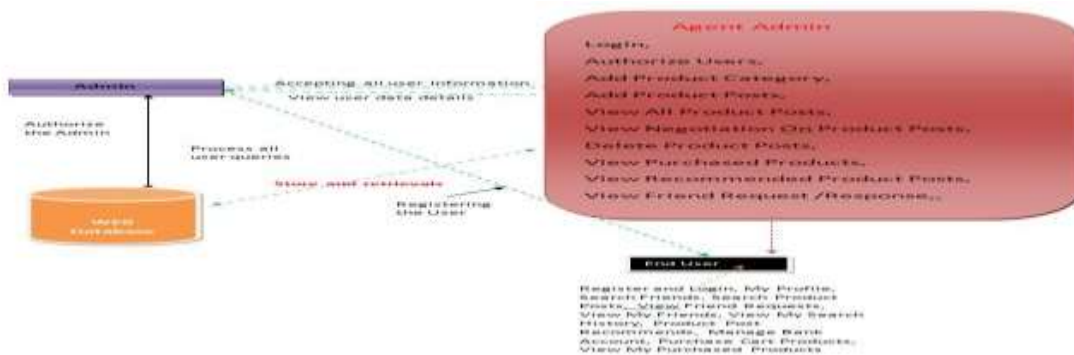 Agent Admin
Login,
Authorize Users,
Add Product Category,
Add Product Posts,
View All Product Posts,
View Negotiation On Product Posts,
Delete Product Posts,
View Purchased Products,
View Recommended Product Posts,
View Friend Request /Response,,
Admin
Accepting all user Information,
View user data details
Authorize
the Admin
Process all
user queries
Story and retrievals
Registering
the User
WEB
Database
End User
Register and Login, My Profile,
Search Friends, Search Product
Posts, View Friend Requests,
View My Friends, View My Search
History, Product Post
Recommends, Manage Bank
Account, Purchase Cart Products,
View My Purchased Products